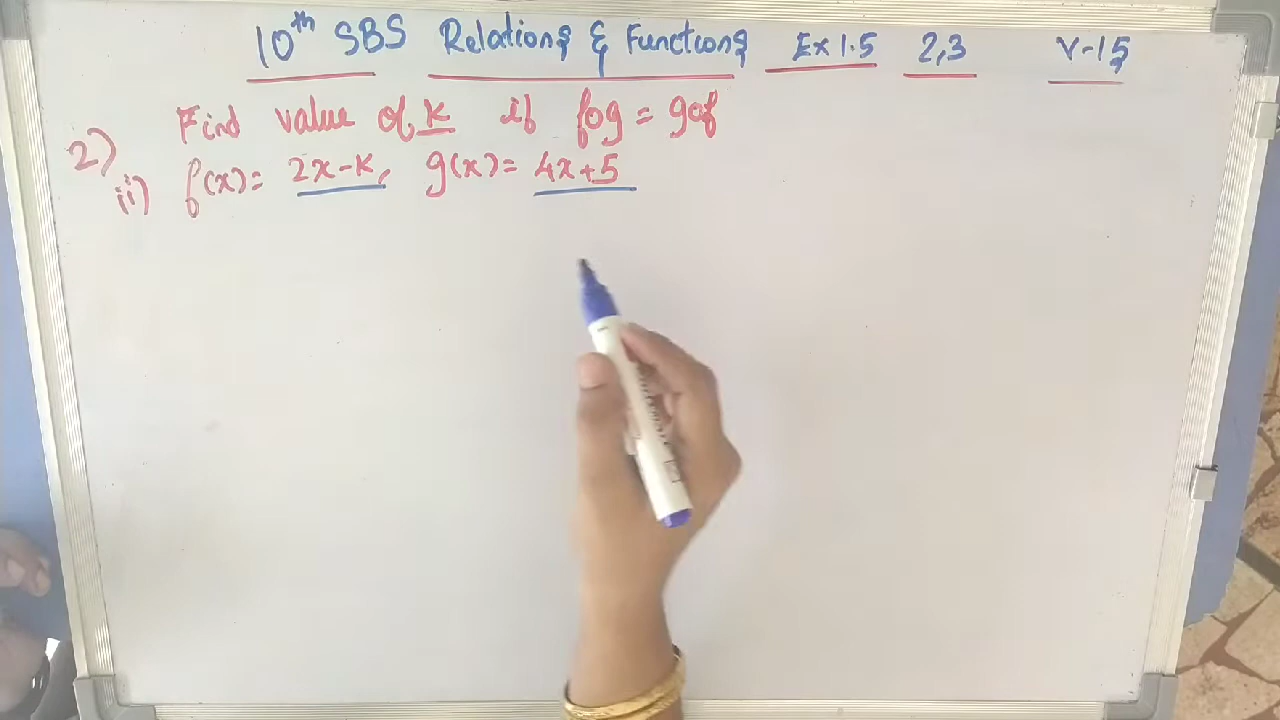 10th SBS Relations & Functions Ex 1.5 2,3 V-15
Find value of k if fog = gof
2)
ii) f(x) = 2x-k, g(x) = 4x+5